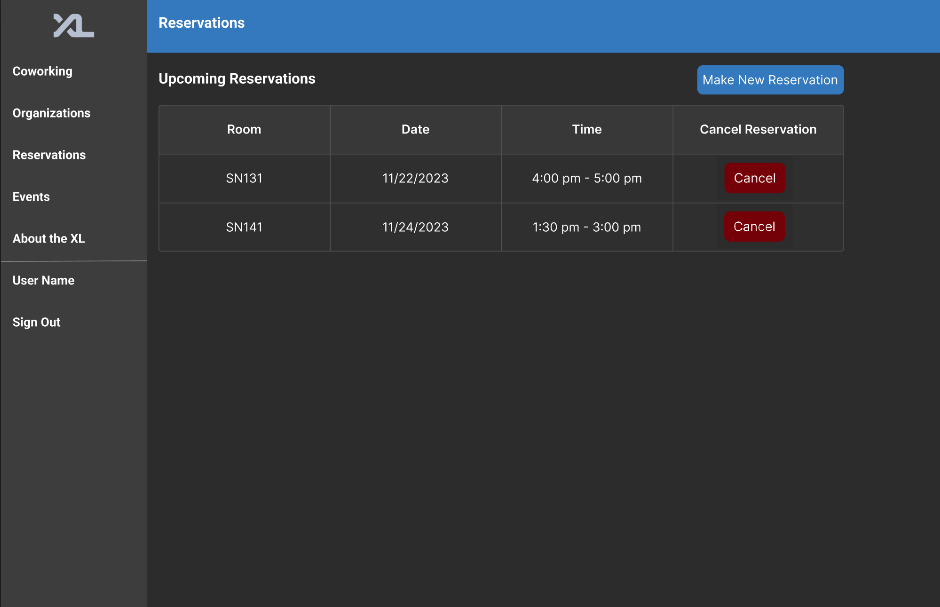 XL
Reservations
Coworking
Organizations
Reservations
Events
About the XL
User Name
Sign Out
Upcoming Reservations
Make New Reservation
Room Date Time Cancel Reservation
SN131 11/22/2023 4:00 pm - 5:00 pm Cancel
SN141 11/24/2023 1:30 pm - 3:00 pm Cancel